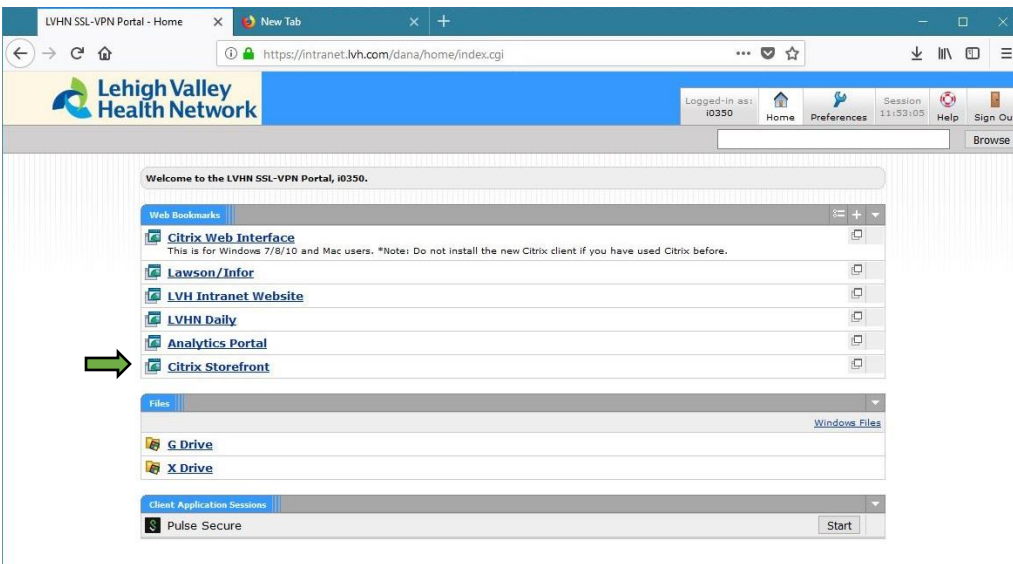 LVHN SSL-VPN Portal - Home
New Tab
https://intranet.lvh.com/dana/home/index.cgi
Lehigh Valley
Health Network
Logged-in as:
i0350
Home
Preferences
Session
11:53:05
Help
Sign Ou
Browse
Welcome to the LVHN SSL-VPN Portal, i0350.
Web Bookmarks
Citrix Web Interface
This is for Windows 7/8/10 and Mac users. *Note: Do not install the new Citrix client if you have used Citrix before.
Lawson/Infor
LVH Intranet Website
LVHN Daily
Analytics Portal
Citrix Storefront
Files
Windows Files
G Drive
X Drive
Client Application Sessions
Pulse Secure
Start